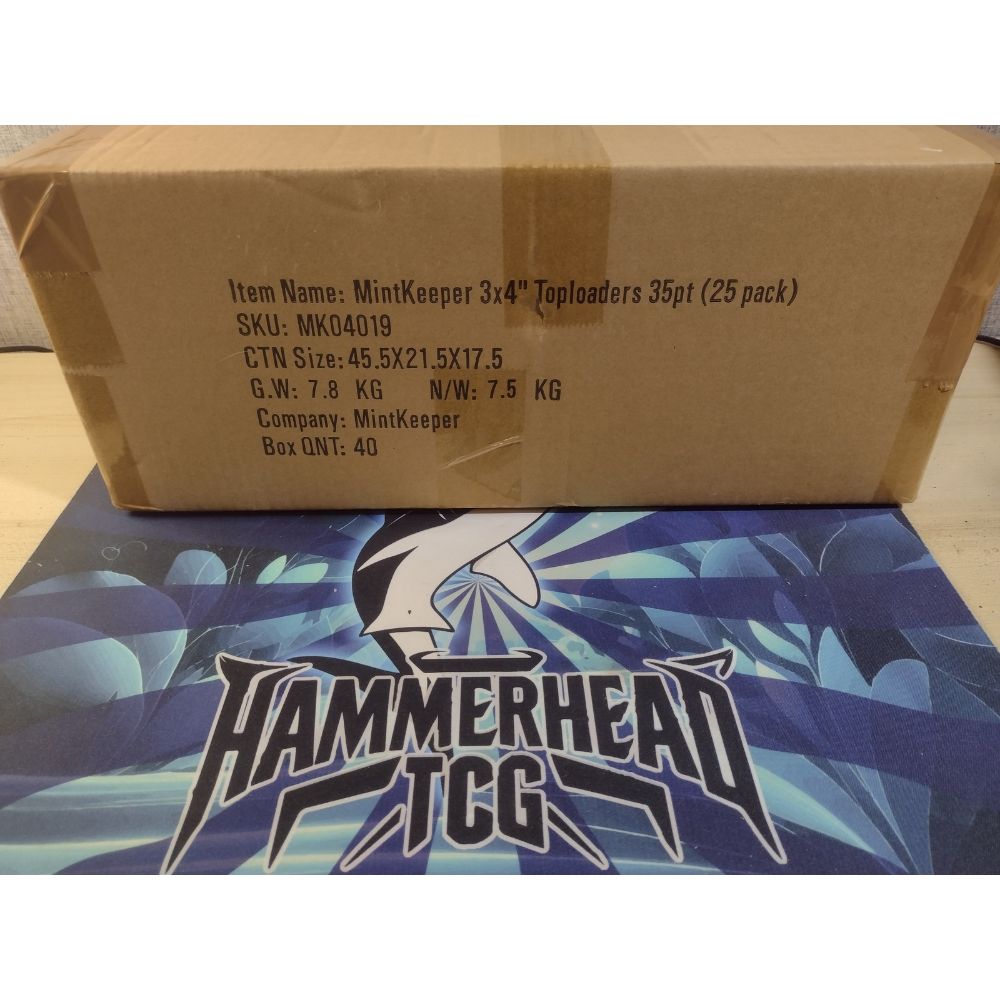 Item Name: MintKeeper 3x4" Toploaders 35pt (25 pack)
SKU: MK04019
CTN Size: 45.5X21.5X17.5
G.W: 7.8 KG N/W: 7.5 KG
Company: MintKeeper
Box QNT: 40
HAMMERHEAD
TCG